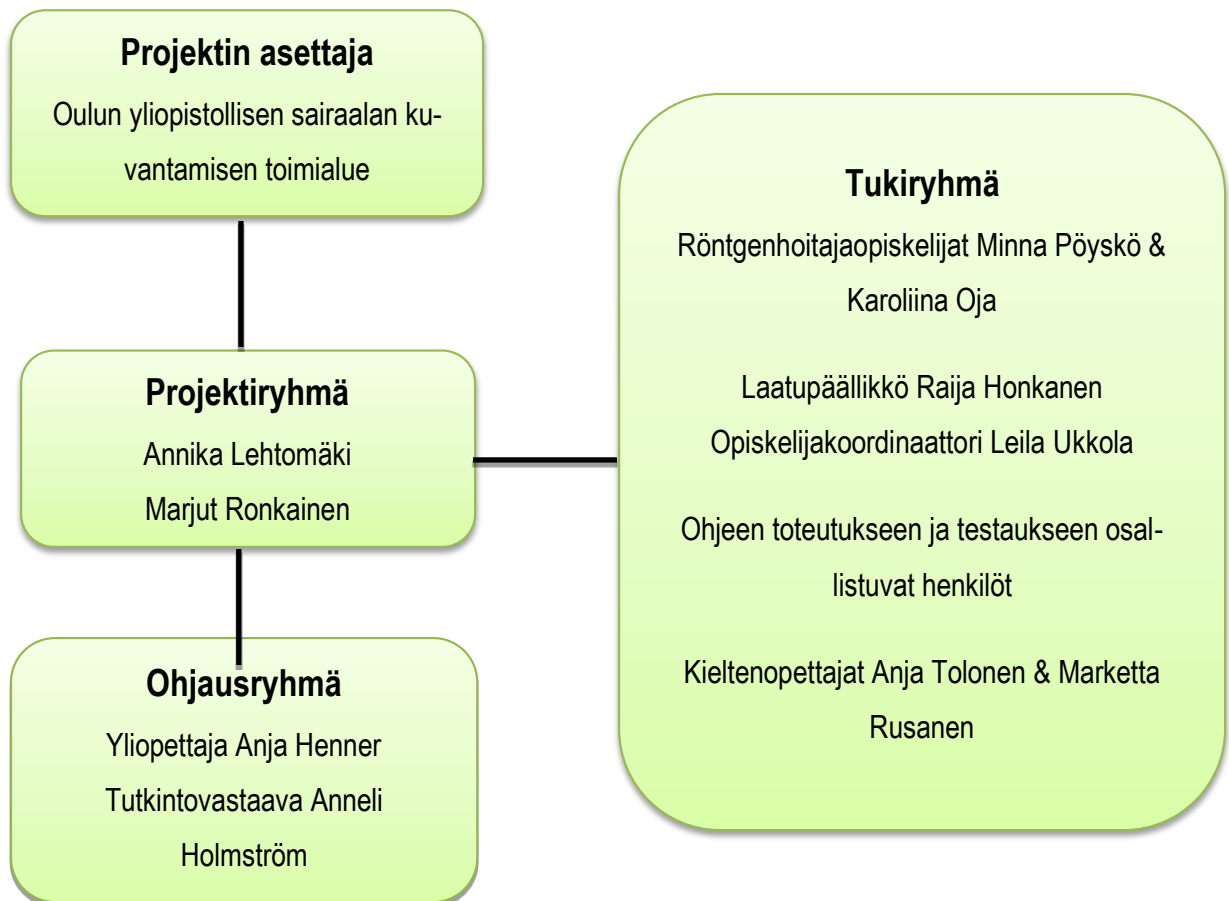 Projektin asettaja
Oulun yliopistollisen sairaalan ku-
vantamisen toimialue
Projektiryhmä
Annika Lehtomäki
Marjut Ronkainen
Ohjausryhmä
Yliopettaja Anja Henner
Tutkintovastaava Anneli
Holmström
Tukiryhmä
Röntgenhoitajaopiskelijat Minna Pöyskö &
Karoliina Oja
Laatupäällikkö Raija Honkanen
Opiskelijakoordinaattori Leila Ukkola
Ohjeen toteutukseen ja testaukseen osal-
listuvat henkilöt
Kieltenopettajat Anja Tolonen & Marketta
Rusanen